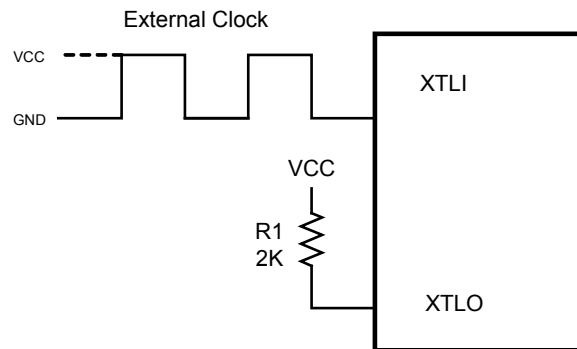 External Clock
VCC
XTLI
GND
VCC
R1
2K
XTLO